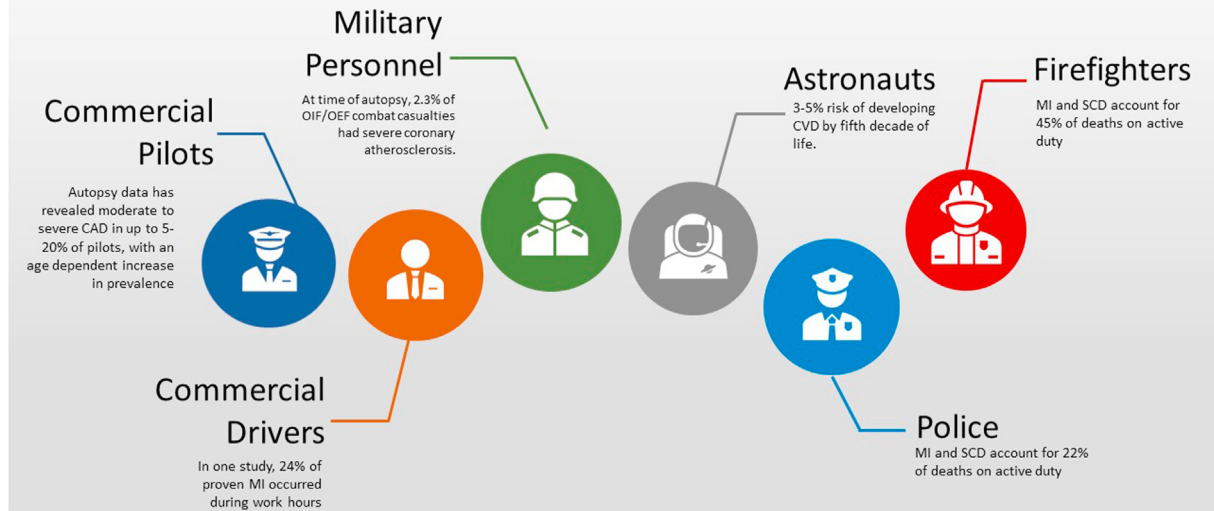 Military
Personnel
At time of autopsy, 2.3% of
OIF/OEF combat casualties
had severe coronary
atherosclerosis.
Astronauts
3-5% risk of developing
CVD by fifth decade of
life.
Firefighters
MI and SCD account for
45% of deaths on active
duty
Commercial
Pilots
Autopsy data has
revealed moderate to
severe CAD in up to 5-
20% of pilots, with an
age dependent increase
in prevalence
Commercial
Drivers
In one study, 24% of
proven MI occurred
during work hours
Police
MI and SCD account for 22%
of deaths on active duty